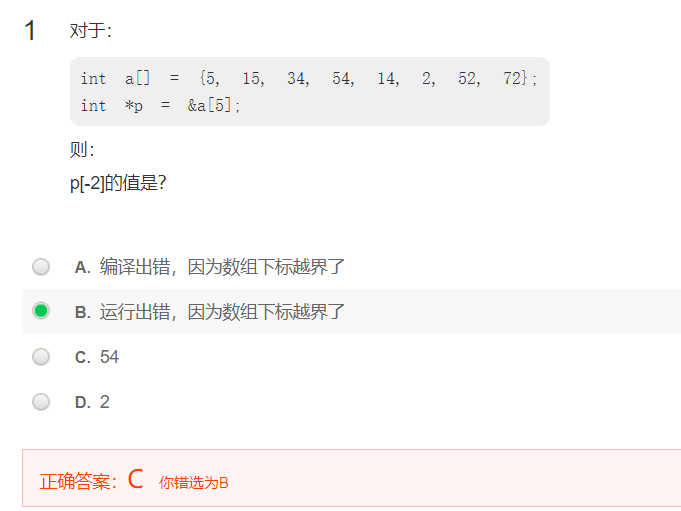 1 对于：
int a[] = {5, 15, 34, 54, 14, 2, 52, 72};
int *p = &a[5];
则：
p[-2]的值是？
A. 编译出错，因为数组下标越界了
B. 运行出错，因为数组下标越界了
C. 54
D. 2
正确答案：C 你错选为B